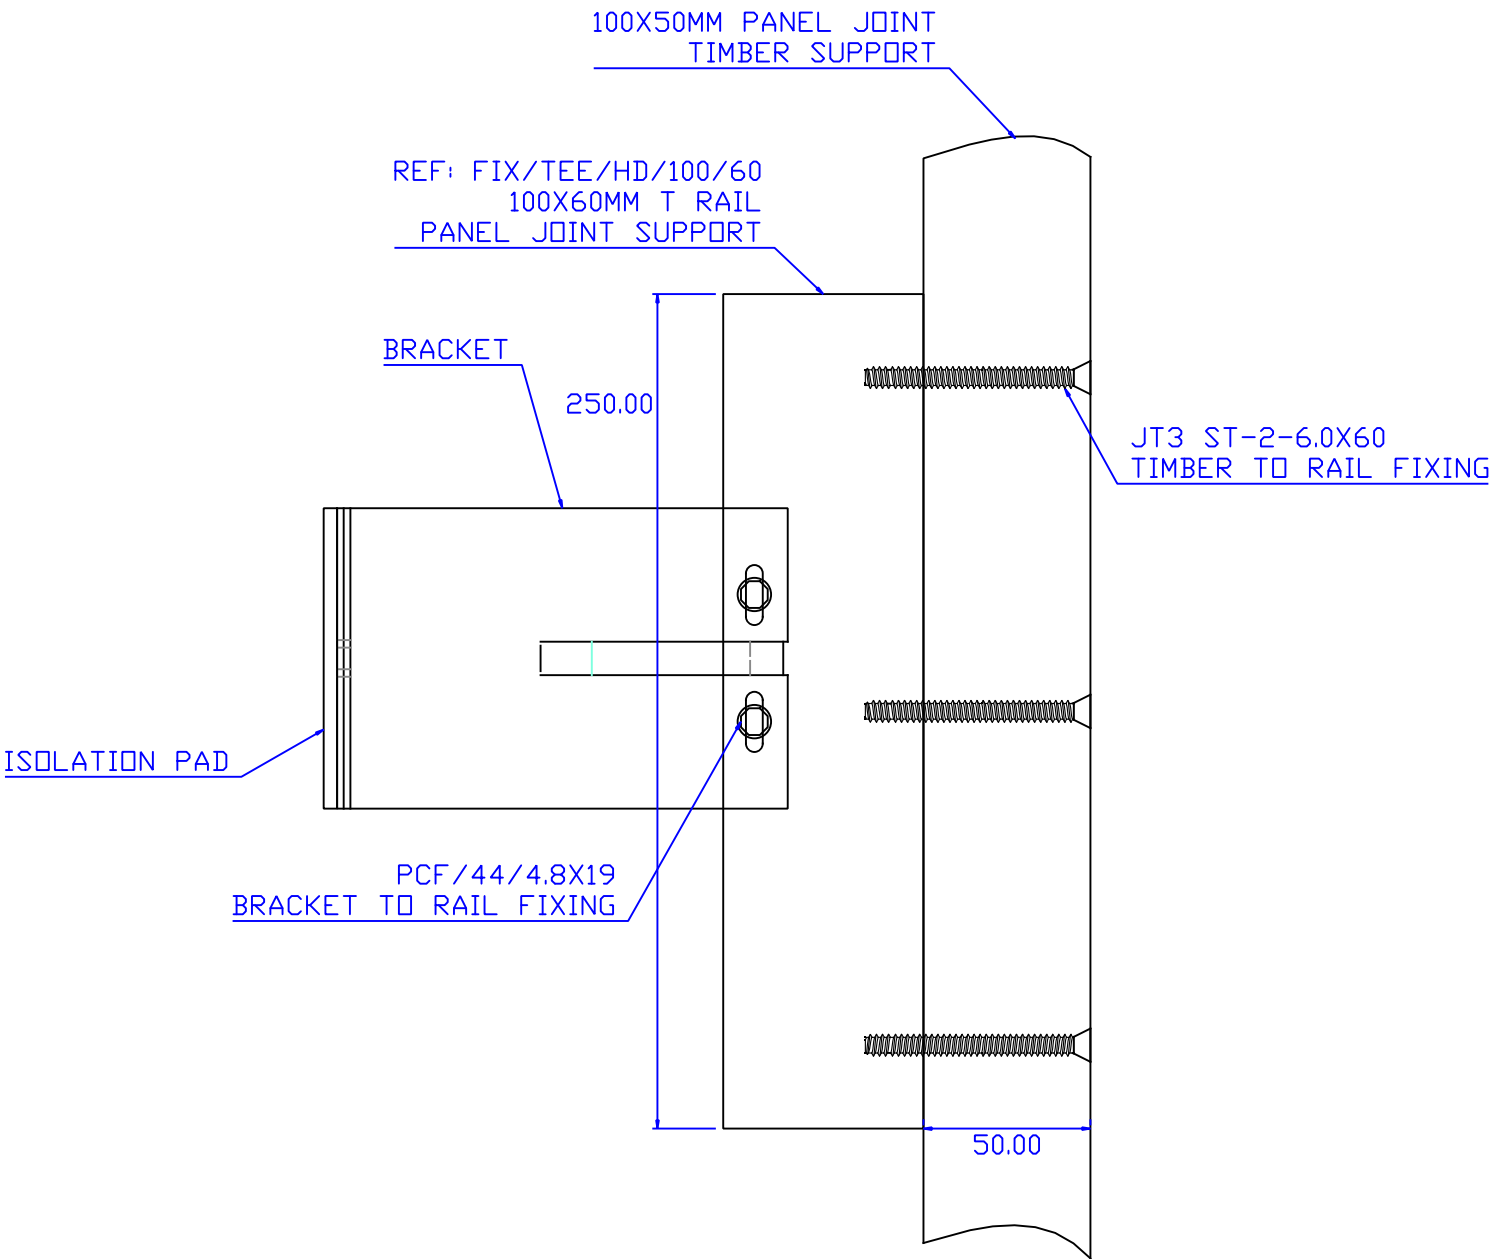 100X50MM PANEL JOINT
TIMBER SUPPORT
REF: FIX/TEE/HD/100/60
100X60MM T RAIL
PANEL JOINT SUPPORT
BRACKET
250.00
JT3 ST-2-6.0X60
TIMBER TO RAIL FIXING
ISOLATION PAD
PCF/44/4.8X19
BRACKET TO RAIL FIXING
50.00